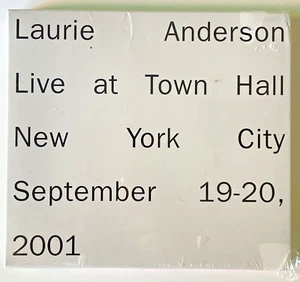 Laurie Anderson
Live at Town Hall
New York City
September 19-20,
2001